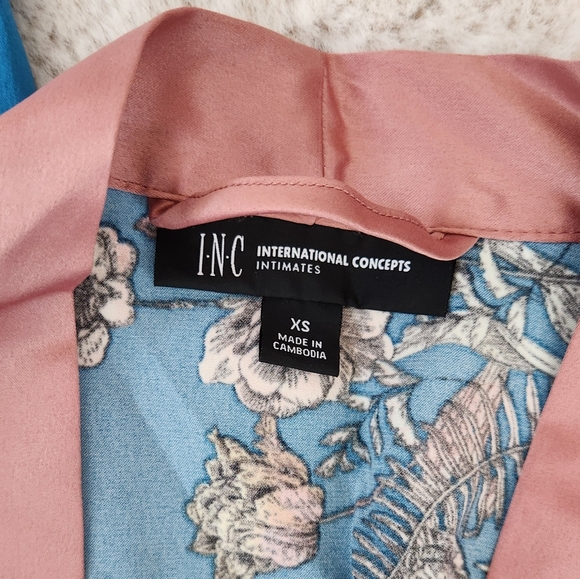 I·N·C INTERNATIONAL CONCEPTS
INTIMATES
XS
MADE IN
CAMBODIA